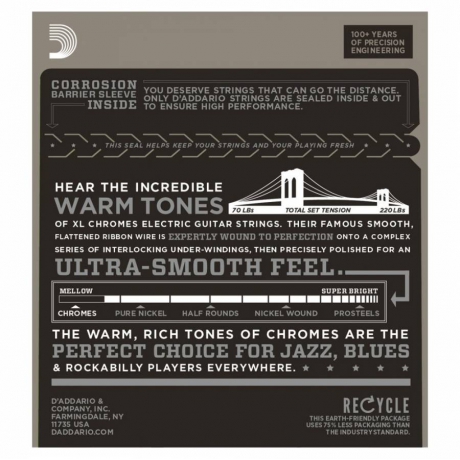 100+ YEARS
OF PRECISION
ENGINEERING
CORROSION
BARRIER SLEEVE
INSIDE
YOU DESERVE STRINGS THAT CAN GO THE DISTANCE.
ONLY D'ADDARIO STRINGS ARE SEALED INSIDE & OUT
TO ENSURE HIGH PERFORMANCE.
THIS SEAL HELPS KEEP YOUR STRINGS AND YOUR PLAYING FRESH
HEAR THE INCREDIBLE
WARM TONES
70 LBs TOTAL SET TENSION 220 LBs
OF XL CHROMES ELECTRIC GUITAR STRINGS. THEIR FAMOUS SMOOTH,
FLATTENED RIBBON WIRE IS EXPERTLY WOUND TO PERFECTION ONTO A COMPLEX
SERIES OF INTERLOCKING UNDER-WINDINGS, THEN PRECISELY POLISHED FOR AN
ULTRA-SMOOTH FEEL.
MELLOW SUPER BRIGHT
CHROMES PURE NICKEL HALF ROUNDS NICKEL WOUND PROSTEELS
THE WARM, RICH TONES OF CHROMES ARE THE
PERFECT CHOICE FOR JAZZ, BLUES
& ROCKABILLY PLAYERS EVERYWHERE.
D'ADDARIO &
COMPANY, INC.
FARMINGDALE, NY
11735 USA
DADDARIO.COM
RECYCLE
THIS EARTH-FRIENDLY PACKAGE
USES 75% LESS PACKAGING THAN
THE INDUSTRY STANDARD.